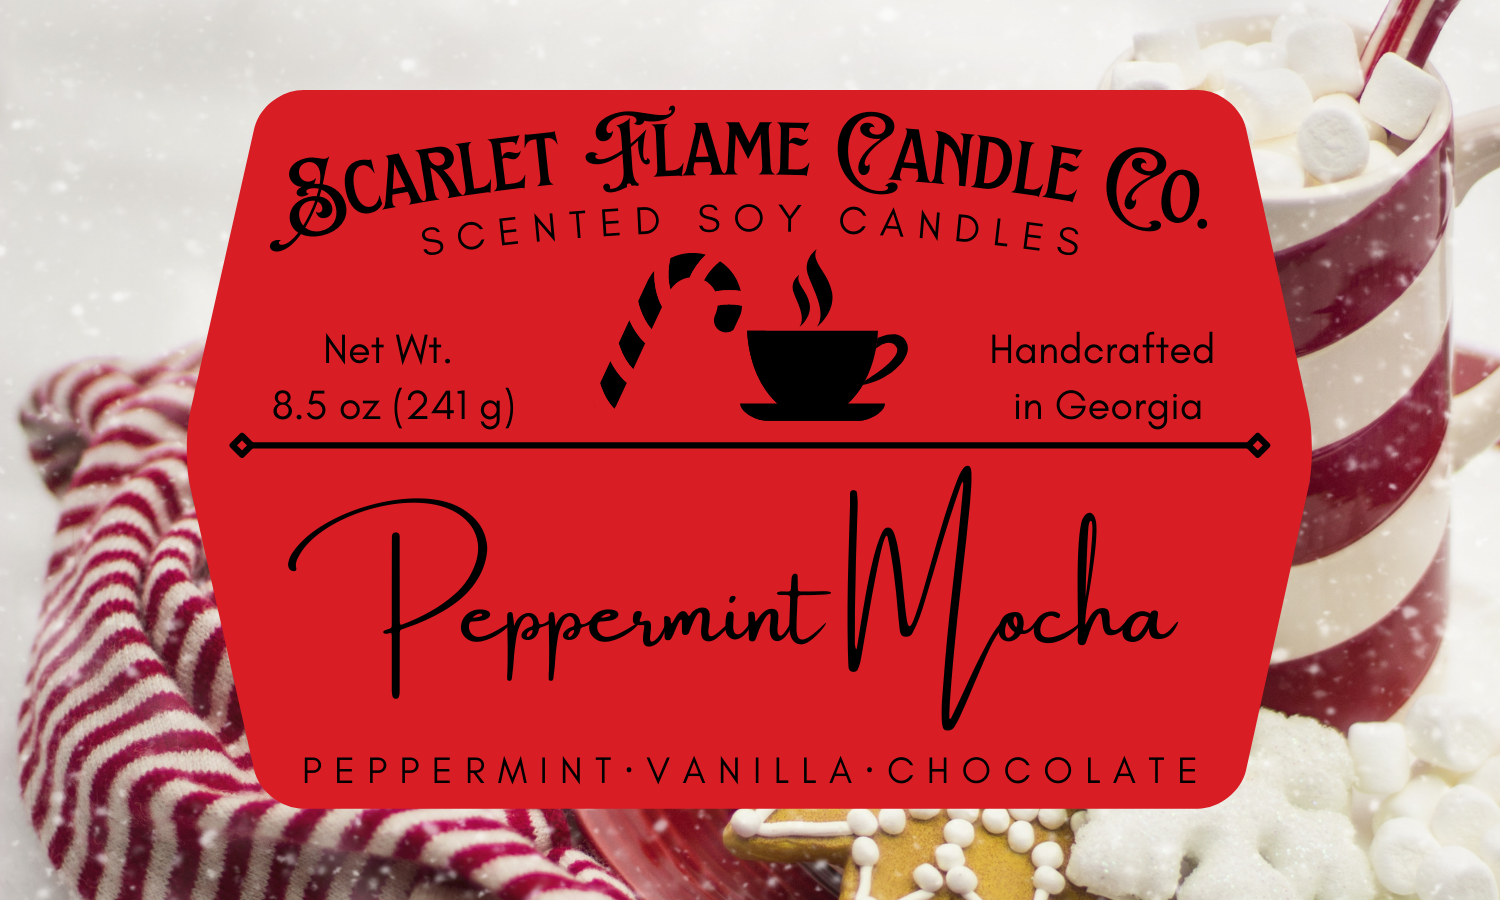 Scarlet Flame Candle Co.
SCENTED SOY CANDLES
Net Wt.
8.5 oz (241 g)
Handcrafted
in Georgia
Peppermint Mocha
PEPPERMINT·VANILLA·CHOCOLATE